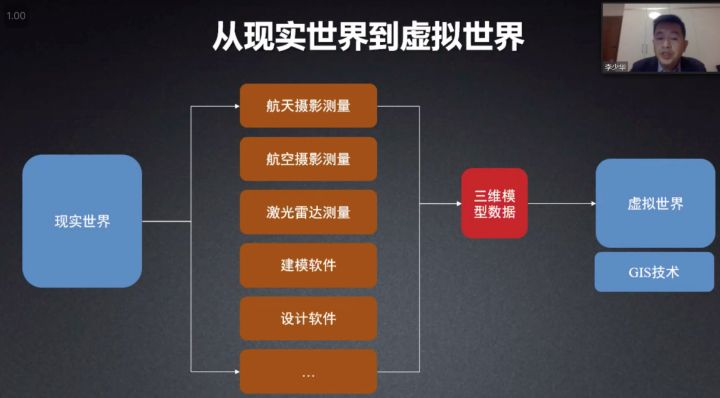 1.00
从现实世界到虚拟世界
李少华
现实世界
航天摄影测量
航空摄影测量
激光雷达测量
建模软件
设计软件
…
三维模
型数据
虚拟世界
GIS技术